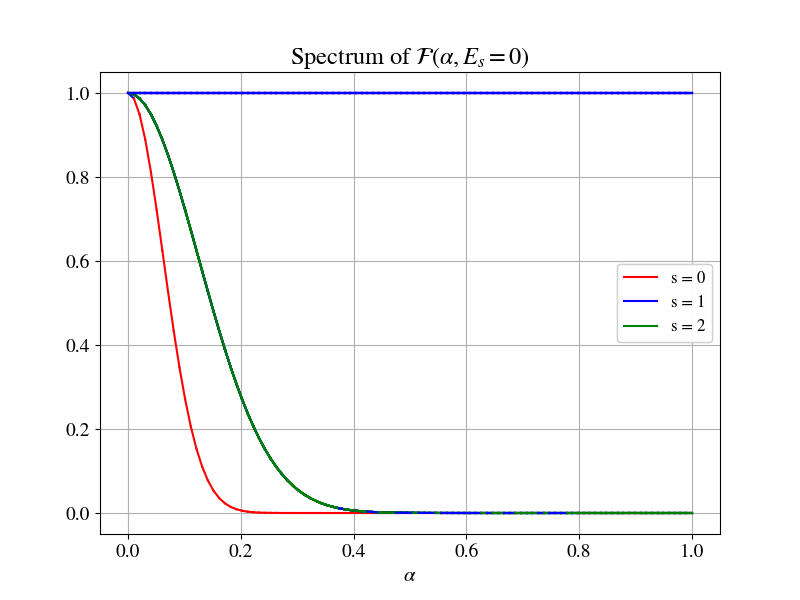 Spectrum of ℱ(α, E_s = 0)
1.0
0.8
0.6
0.4
0.2
0.0
s = 0
s = 1
s = 2
0.0 0.2 0.4 0.6 0.8 1.0
α